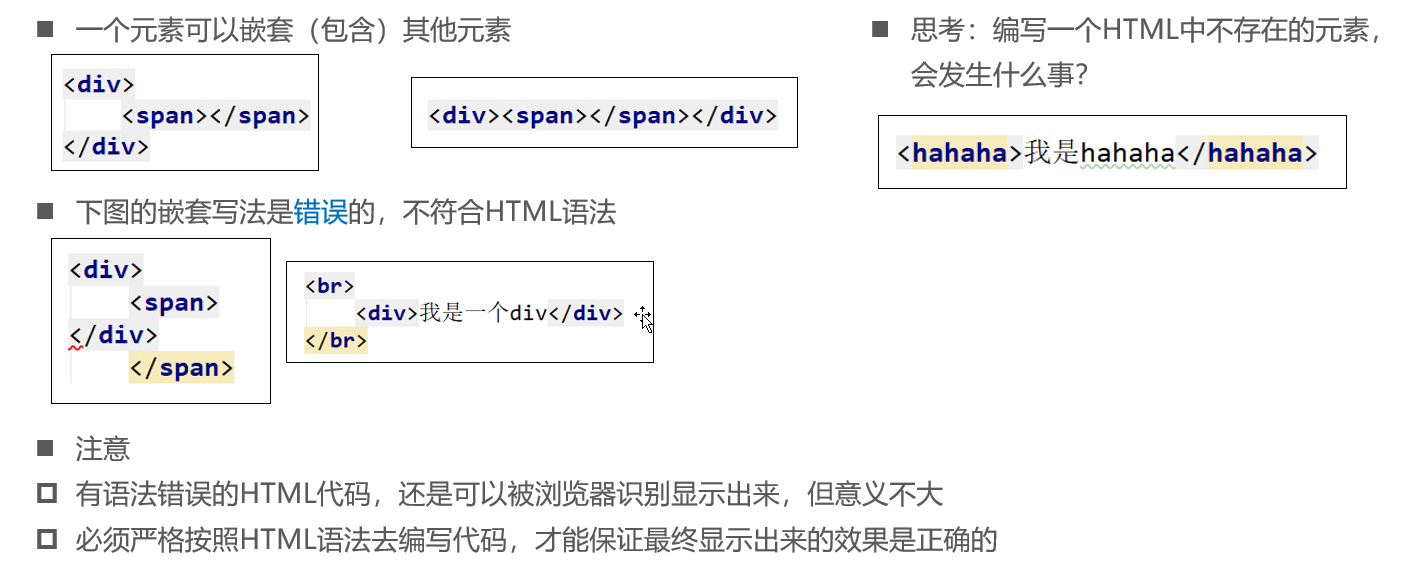 一个元素可以嵌套（包含）其他元素
<div>
<span></span>
</div>
<div><span></span></div>
下图的嵌套写法是错误的，不符合HTML语法
<div>
<span>
</div>
</span>
<br>
<div>我是一个div</div>
</br>
注意
有语法错误的HTML代码，还是可以被浏览器识别显示出来，但意义不大
必须严格按照HTML语法去编写代码，才能保证最终显示出来的效果是正确的
思考：编写一个HTML中不存在的元素，
会发生什么事？
<hahaha>我是hahaha</hahaha>